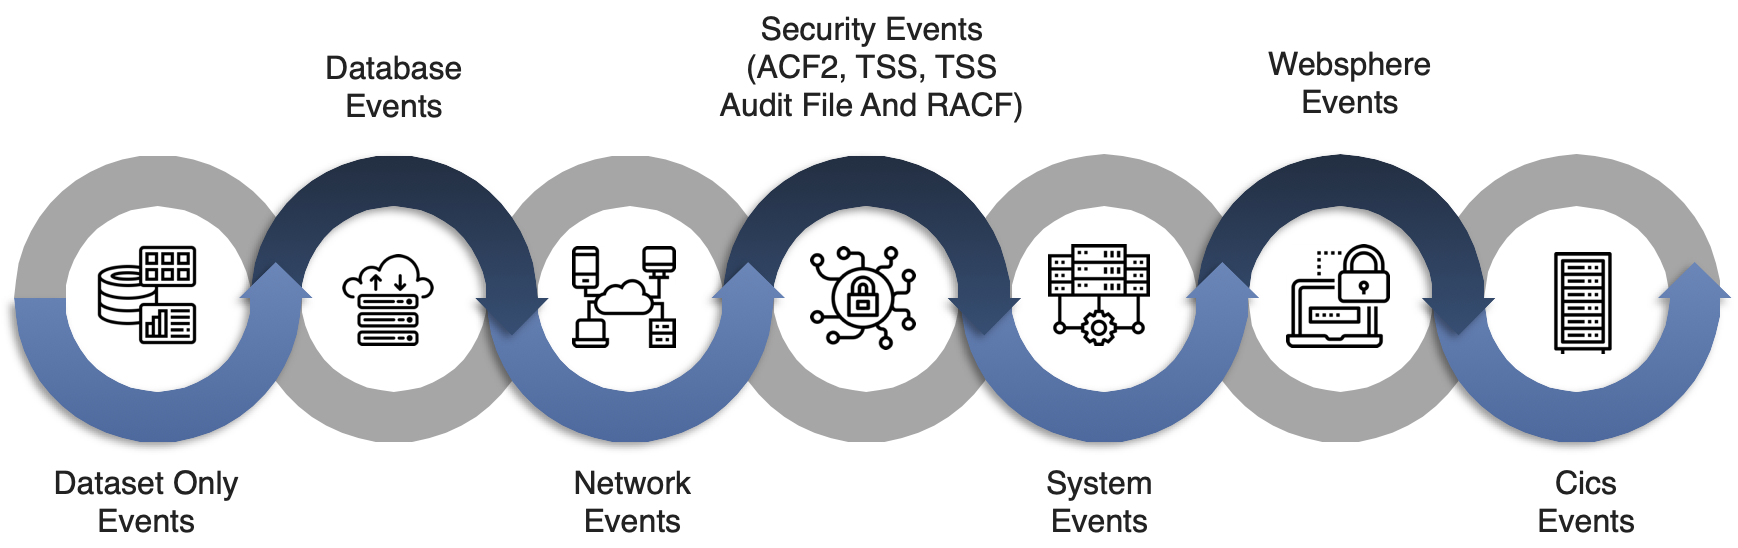 Dataset Only
Events
Database
Events
Network
Events
Security Events
(ACF2, TSS, TSS
Audit File And RACF)
System
Events
Websphere
Events
Cics
Events